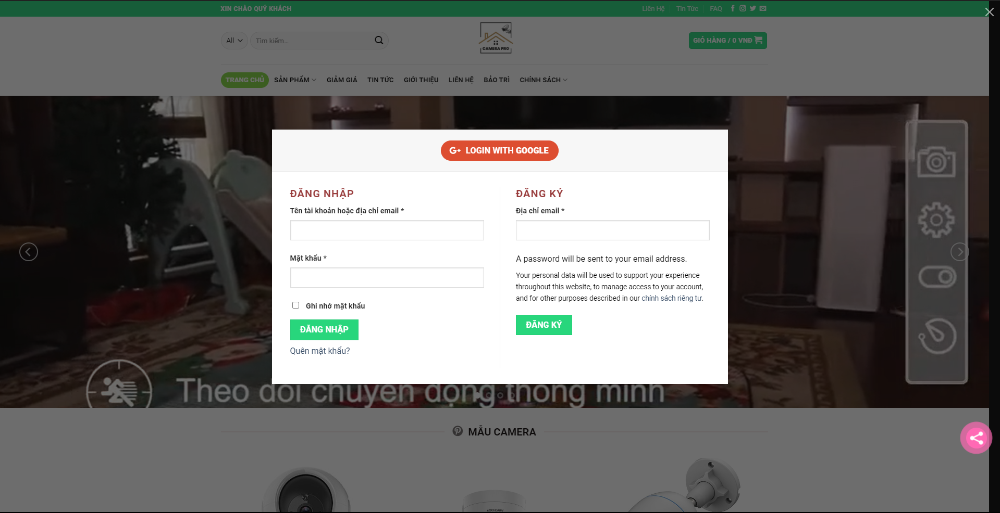 XIN CHÀO QUÝ KHÁCH
Liên Hệ
Tin Tức
FAQ
All
Tìm kiếm...
CAMERA PRO
GIỎ HÀNG / 0 VNĐ
TRANG CHỦ
SẢN PHẨM
GIẢM GIÁ
TIN TỨC
GIỚI THIỆU
LIÊN HỆ
BẢO TRÌ
CHÍNH SÁCH
G+ LOGIN WITH GOOGLE
ĐĂNG NHẬP
Tên tài khoản hoặc địa chỉ email *
Mật khẩu *
Ghi nhớ mật khẩu
ĐĂNG NHẬP
Quên mật khẩu?
ĐĂNG KÝ
Địa chỉ email *
A password will be sent to your email address.
Your personal data will be used to support your experience
throughout this website, to manage access to your account,
and for other purposes described in our chính sách riêng tư.
ĐĂNG KÝ
Theo dõi chuyển động thông minh
MẪU CAMERA
HIKVISION